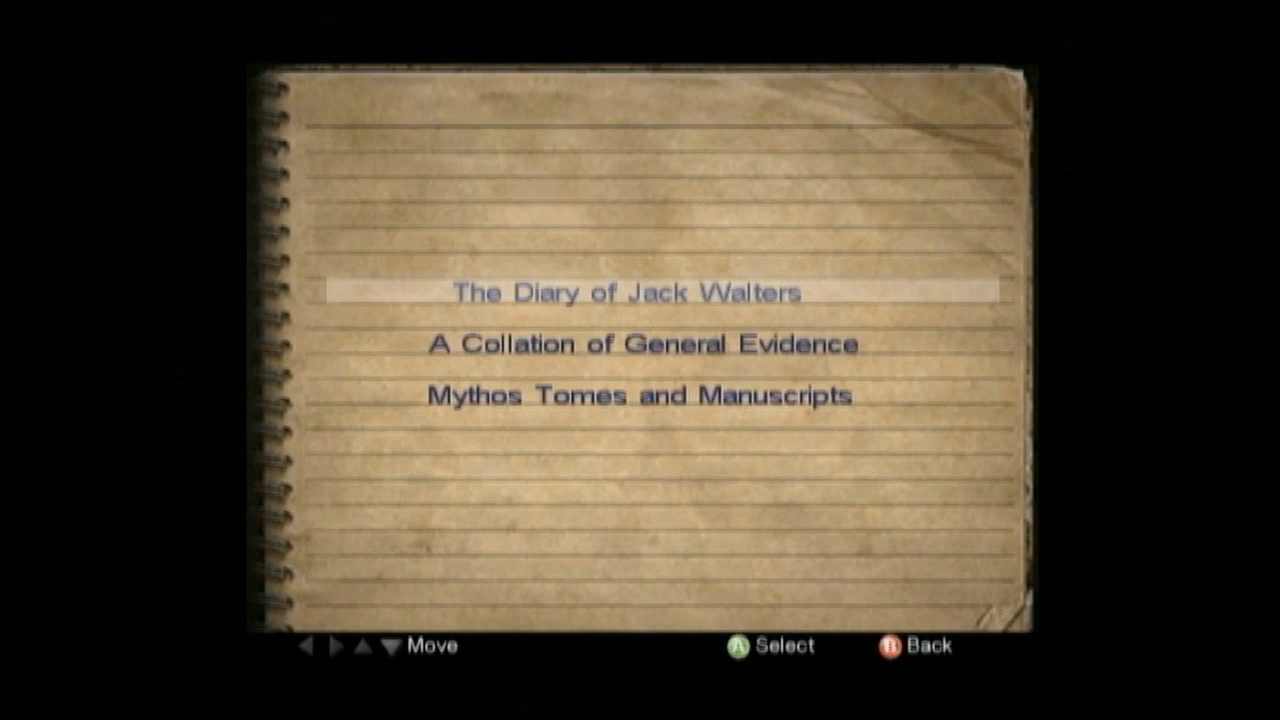 The Diary of Jack Walters
A Collation of General Evidence
Mythos Tomes and Manuscripts
Move
A Select
B Back